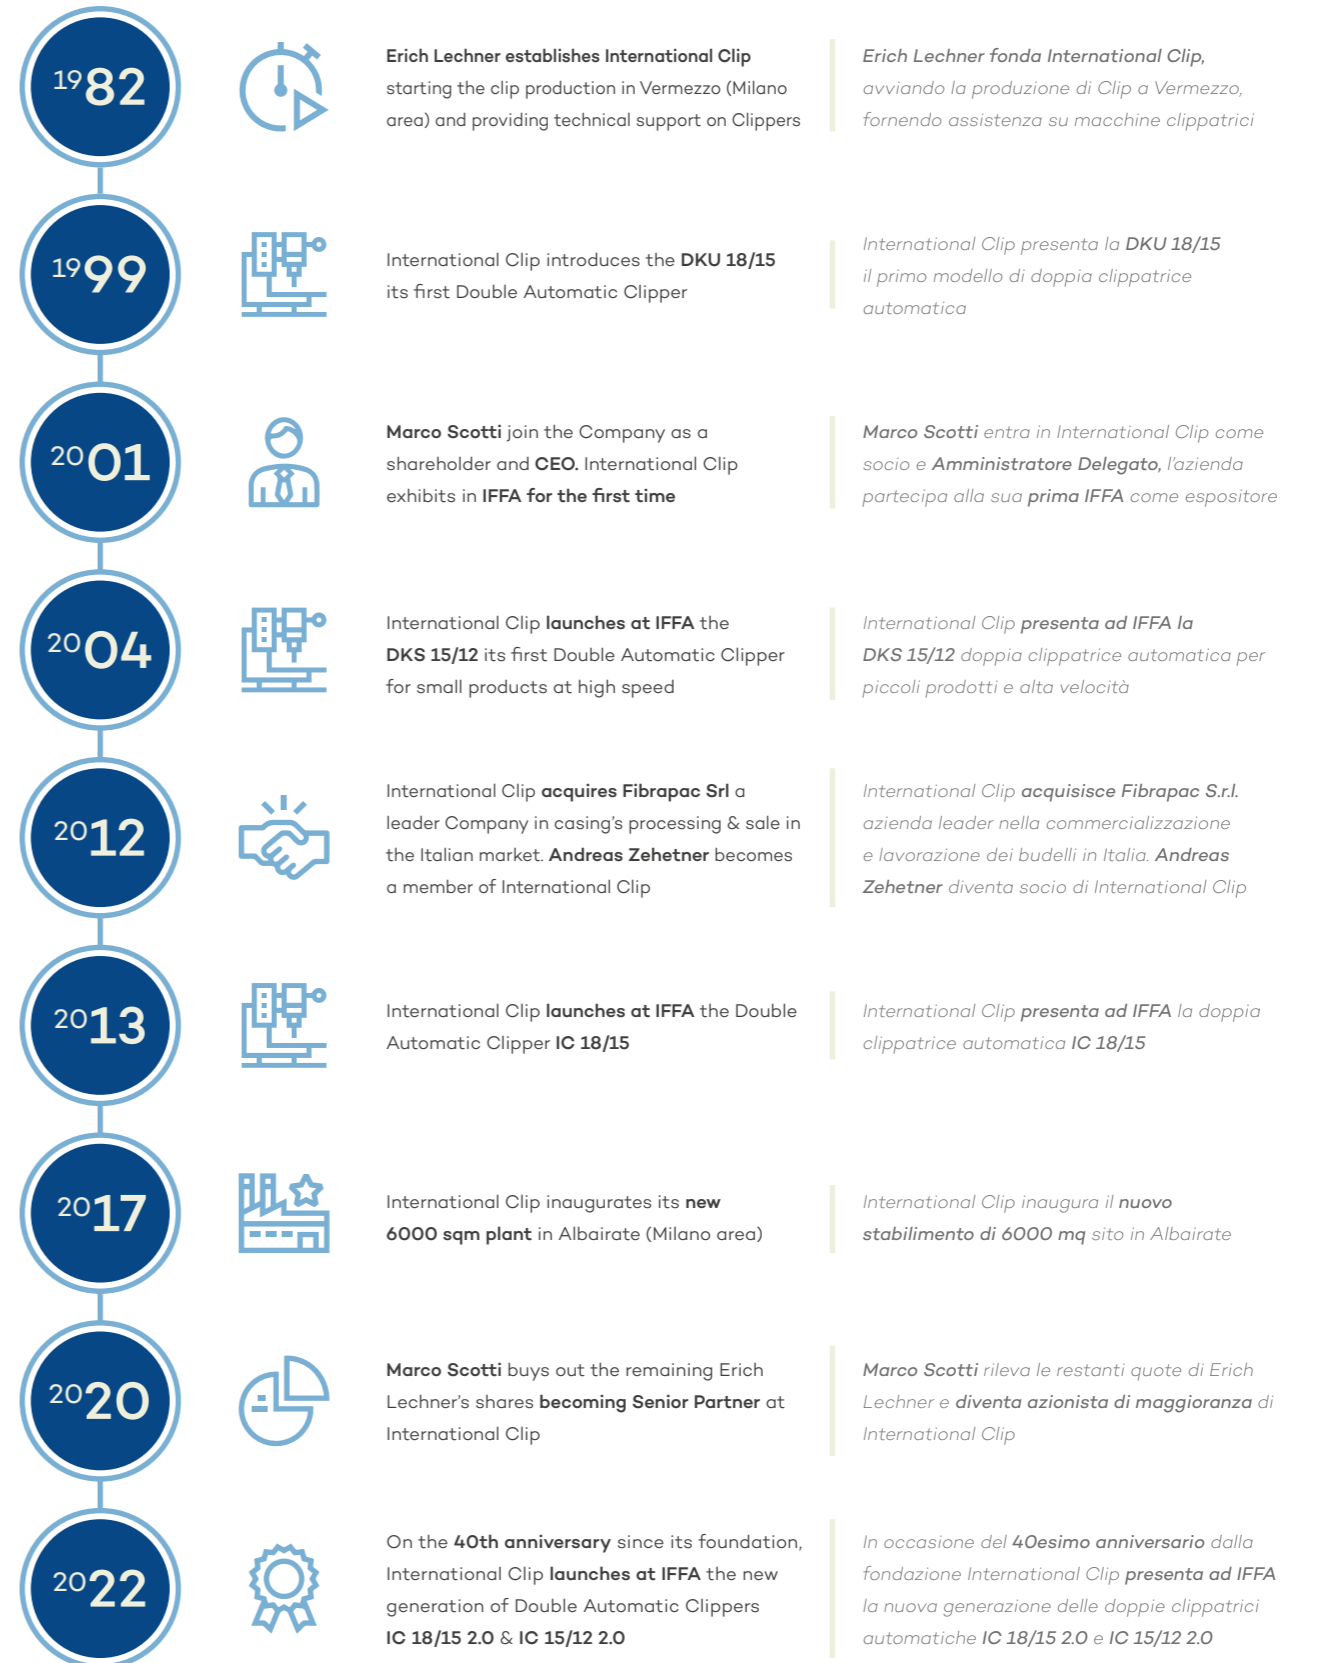 1982
Erich Lechner establishes International Clip
starting the clip production in Vermezzo (Milano
area) and providing technical support on Clippers
Erich Lechner fonda International Clip,
avviando la produzione di Clip a Vermezzo,
fornendo assistenza su macchine clippatrici
1999
International Clip introduces the DKU 18/15
its first Double Automatic Clipper
International Clip presenta la DKU 18/15
il primo modello di doppia clippatrice
automatica
2001
Marco Scotti join the Company as a
shareholder and CEO. International Clip
exhibits in IFFA for the first time
Marco Scotti entra in International Clip come
socio e Amministratore Delegato, l'azienda
partecipa alla sua prima IFFA come espositore
2004
International Clip launches at IFFA the
DKS 15/12 its first Double Automatic Clipper
for small products at high speed
International Clip presenta ad IFFA la
DKS 15/12 doppia clippatrice automatica per
piccoli prodotti e alta velocità
2012
International Clip acquires Fibrapac Srl a
leader Company in casing's processing & sale in
the Italian market. Andreas Zehetner becomes
a member of International Clip
International Clip acquisisce Fibrapac S.r.l.
azienda leader nella commercializzazione
e lavorazione dei budelli in Italia. Andreas
Zehetner diventa socio di International Clip
2013
International Clip launches at IFFA the Double
Automatic Clipper IC 18/15
International Clip presenta ad IFFA la doppia
clippatrice automatica IC 18/15
2017
International Clip inaugurates its new
6000 sqm plant in Albairate (Milano area)
International Clip inaugura il nuovo
stabilimento di 6000 mq sito in Albairate
2020
Marco Scotti buys out the remaining Erich
Lechner's shares becoming Senior Partner at
International Clip
Marco Scotti rileva le restanti quote di Erich
Lechner e diventa azionista di maggioranza di
International Clip
2022
On the 40th anniversary since its foundation,
International Clip launches at IFFA the new
generation of Double Automatic Clippers
IC 18/15 2.0 & IC 15/12 2.0
In occasione del 40esimo anniversario dalla
fondazione International Clip presenta ad IFFA
la nuova generazione delle doppie clippatrici
automatiche IC 18/15 2.0 e IC 15/12 2.0